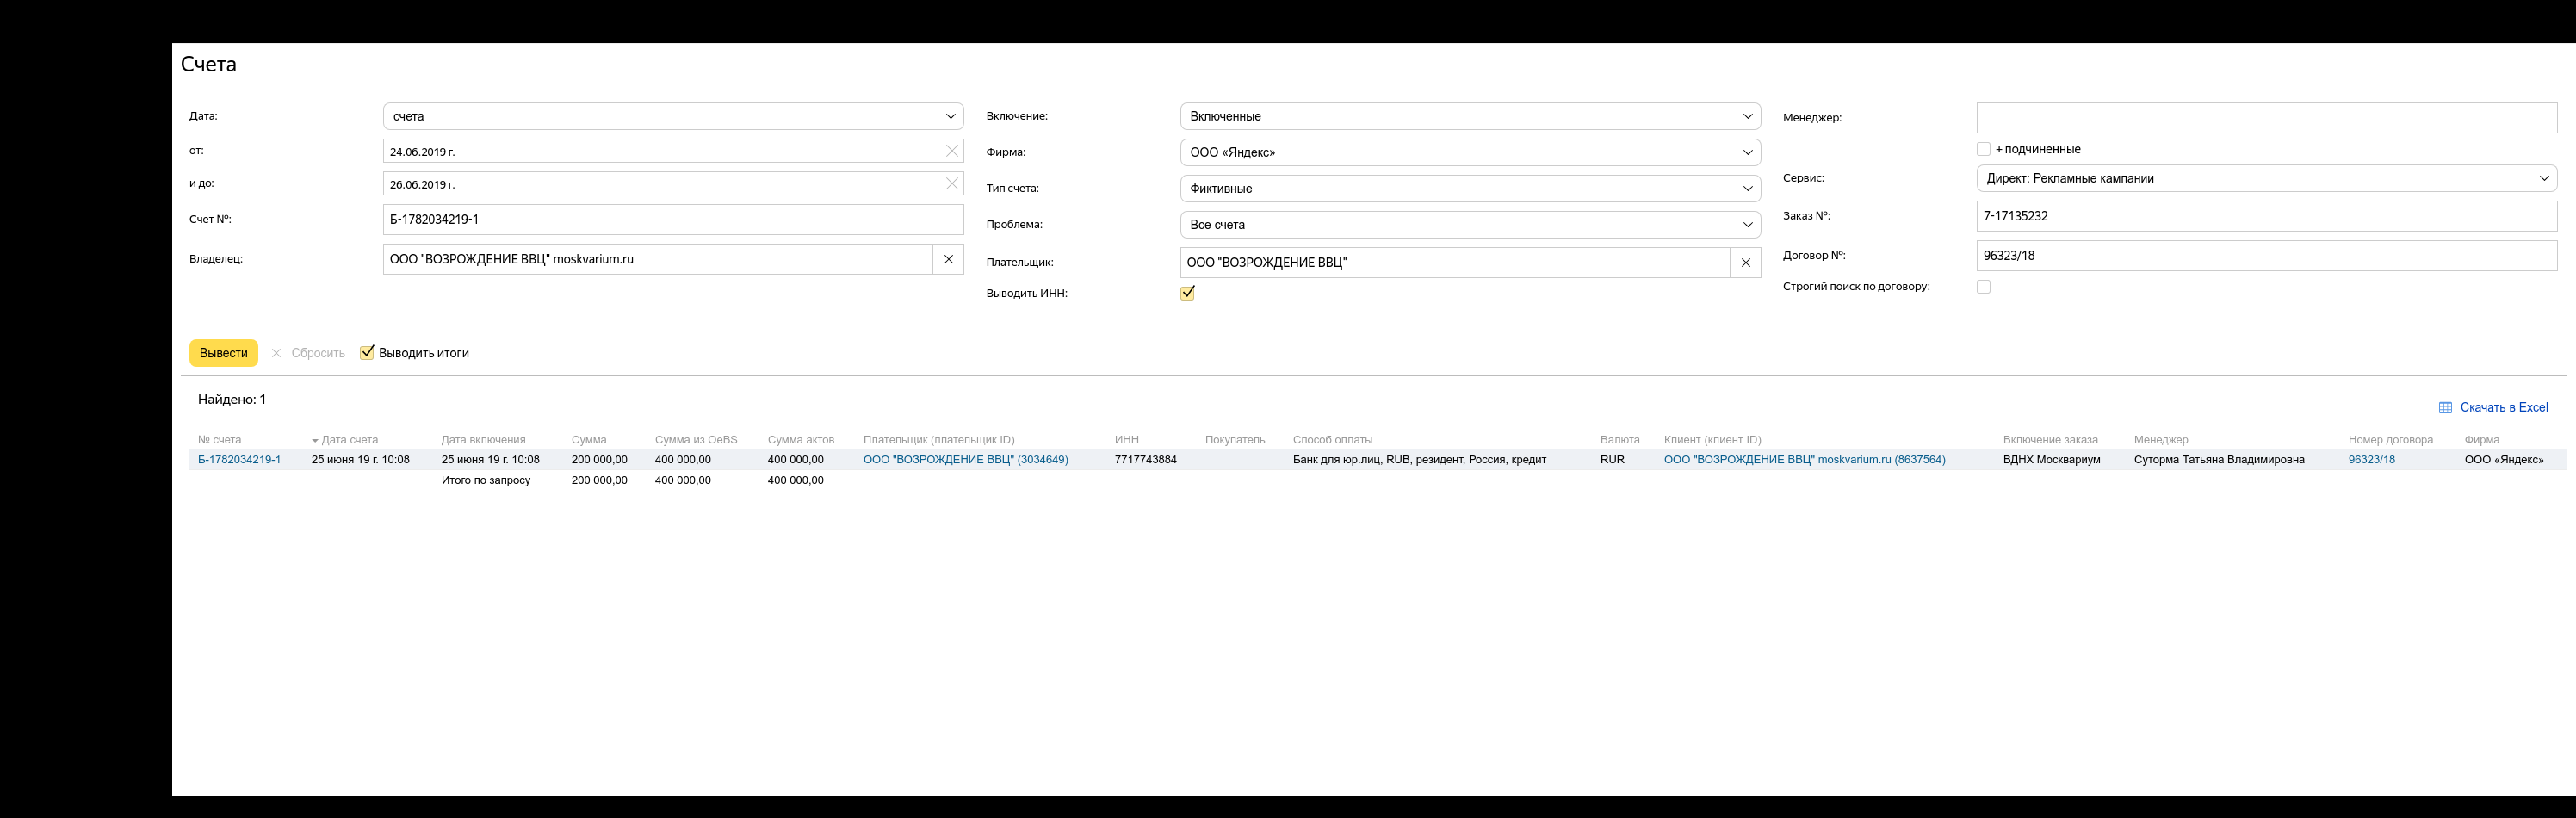 Счета
Дата: счета
от: 24.06.2019 г.
и до: 26.06.2019 г.
Счет №: Б-1782034219-1
Владелец: ООО "ВОЗРОЖДЕНИЕ ВВЦ" moskvarium.ru
Включение: Включенные
Фирма: ООО «Яндекс»
Тип счета: Фиктивные
Проблема: Все счета
Плательщик: ООО "ВОЗРОЖДЕНИЕ ВВЦ"
Выводить ИНН:
Менеджер:
+ подчиненные
Сервис: Директ: Рекламные кампании
Заказ №: 7-17135232
Договор №: 96323/18
Строгий поиск по договору:
Вывести Сбросить Выводить итоги
Найдено: 1
Скачать в Excel
№ счета Дата счета Дата включения Сумма Сумма из OeBS Сумма актов Плательщик (плательщик ID) ИНН Покупатель Способ оплаты Валюта Клиент (клиент ID) Включение заказа Менеджер Номер договора Фирма
Б-1782034219-1 25 июня 19 г. 10:08 25 июня 19 г. 10:08 200 000,00 400 000,00 400 000,00 ООО "ВОЗРОЖДЕНИЕ ВВЦ" (3034649) 7717743884 Банк для юр.лиц, RUB, резидент, Россия, кредит RUR ООО "ВОЗРОЖДЕНИЕ ВВЦ" moskvarium.ru (8637564) ВДНХ Москвариум Суторма Татьяна Владимировна 96323/18 ООО «Яндекс»
Итого по запросу 200 000,00 400 000,00 400 000,00